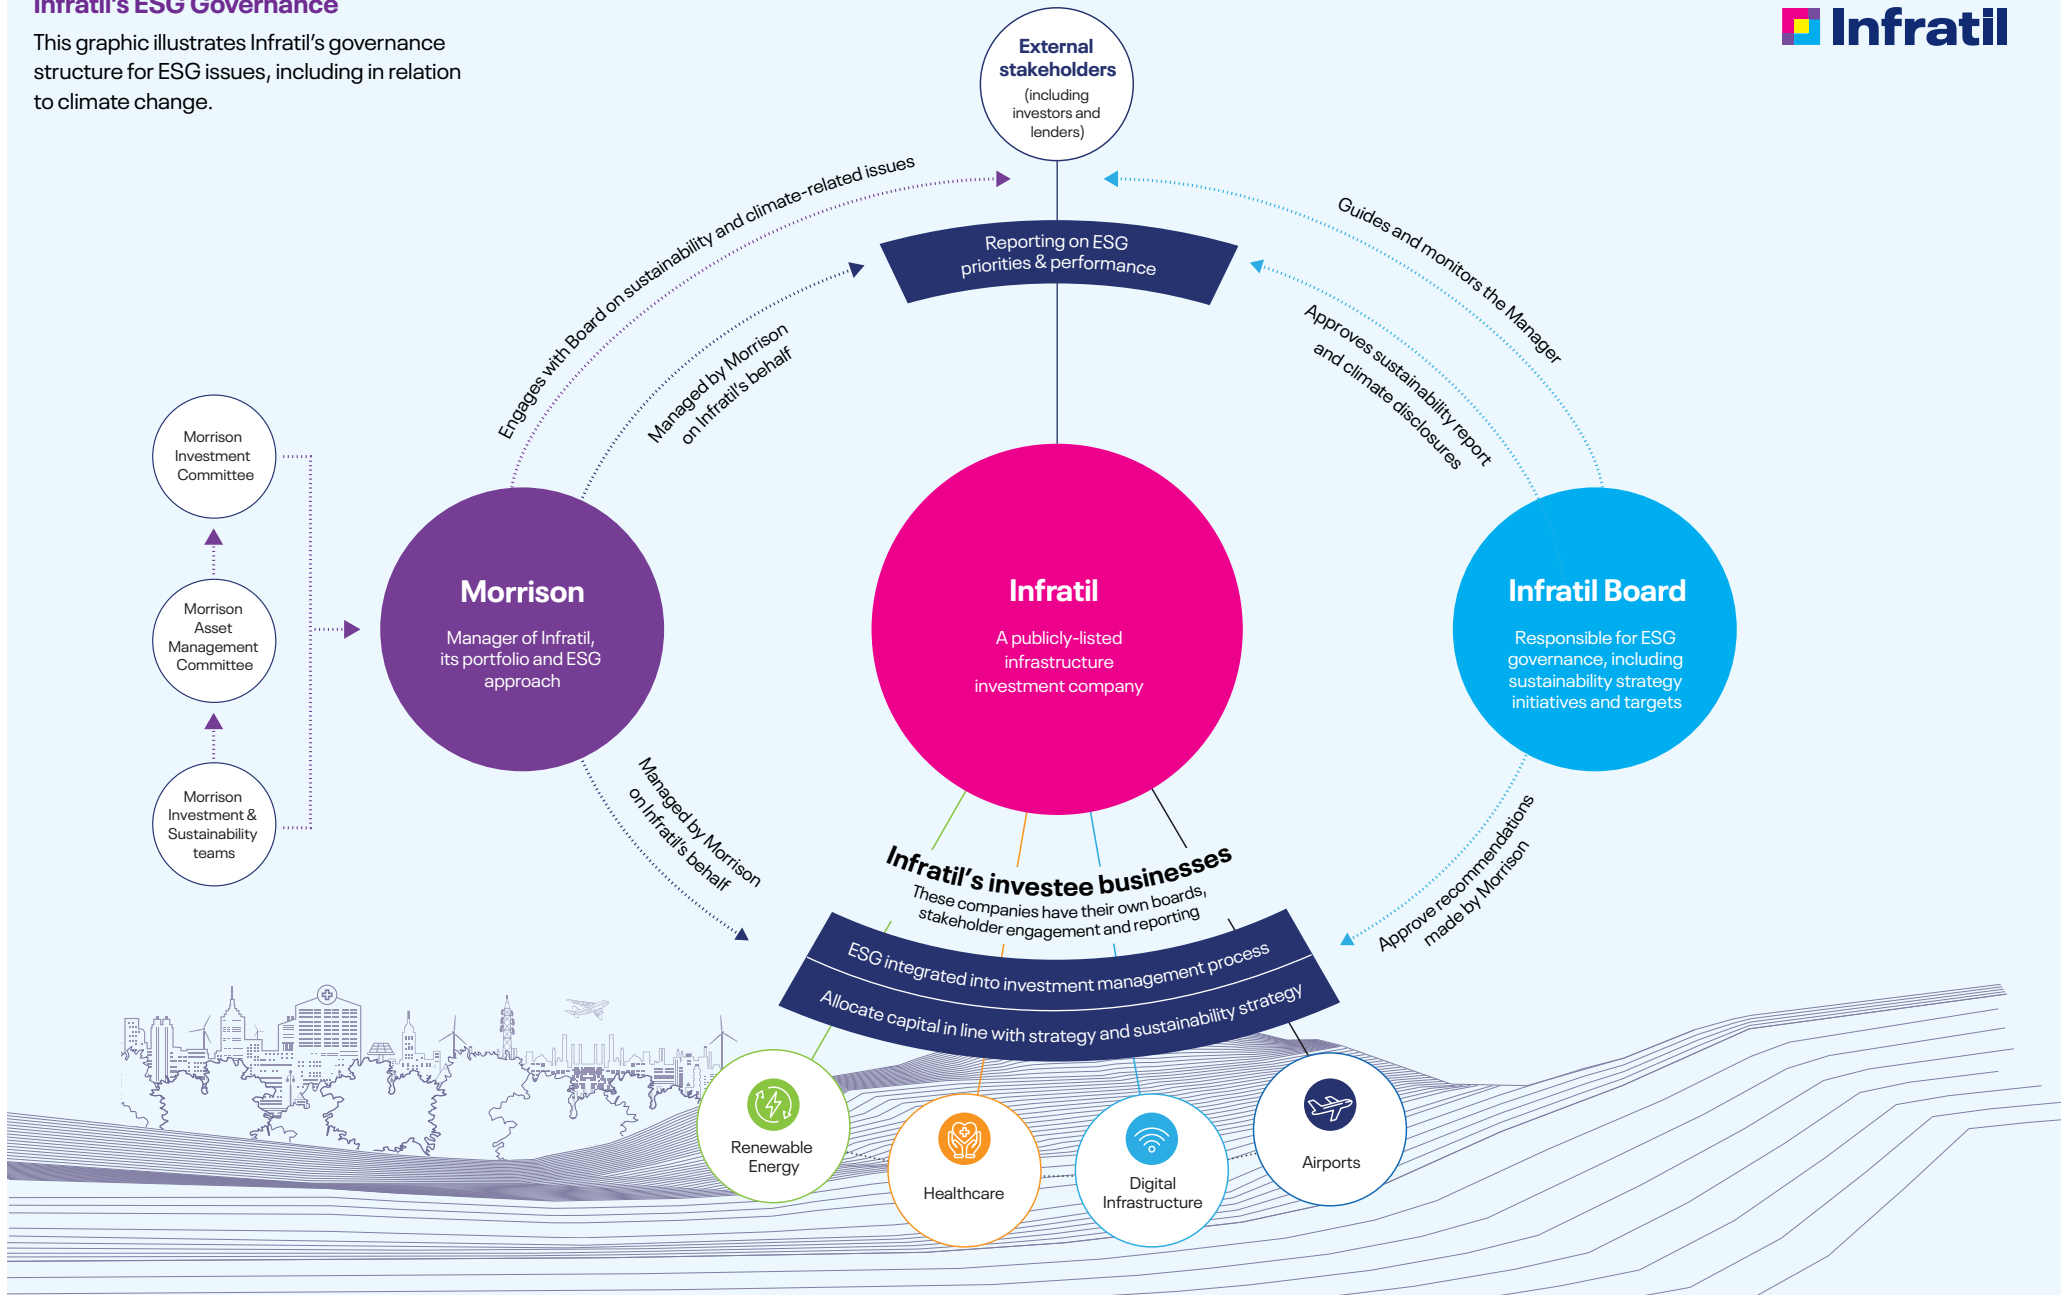 Infratil's ESG Governance
This graphic illustrates Infratil's governance
structure for ESG issues, including in relation
to climate change.
Infratil
External
stakeholders
(including
investors and
lenders)
Engages with Board on sustainability and climate-related issues
Guides and monitors the Manager
Reporting on ESG
priorities & performance
Managed by Morrison
on Infratil's behalf
Approves sustainability report
and climate disclosures
Morrison
Investment
Committee
Morrison
Asset
Management
Committee
Morrison
Investment &
Sustainability
teams
Morrison
Manager of Infratil,
its portfolio and ESG
approach
Infratil
A publicly-listed
infrastructure
investment company
Infratil Board
Responsible for ESG
governance, including
sustainability strategy
initiatives and targets
Managed by Morrison
on Infratil's behalf
Approve recommendations
made by Morrison
Infratil's investee businesses
These companies have their own boards,
stakeholder engagement and reporting
ESG integrated into investment management process
Allocate capital in line with strategy and sustainability strategy
Renewable
Energy
Healthcare
Digital
Infrastructure
Airports